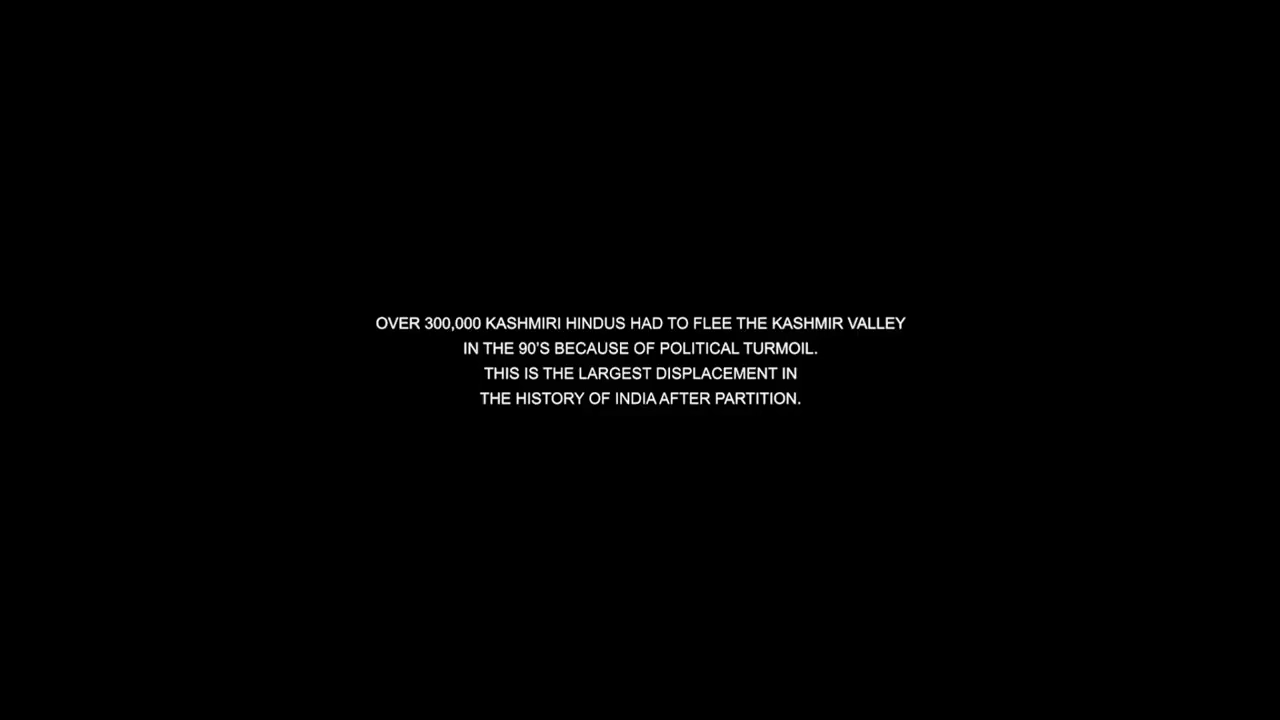 OVER 300,000 KASHMIRI HINDUS HAD TO FLEE THE KASHMIR VALLEY
IN THE 90'S BECAUSE OF POLITICAL TURMOIL.
THIS IS THE LARGEST DISPLACEMENT IN
THE HISTORY OF INDIA AFTER PARTITION.